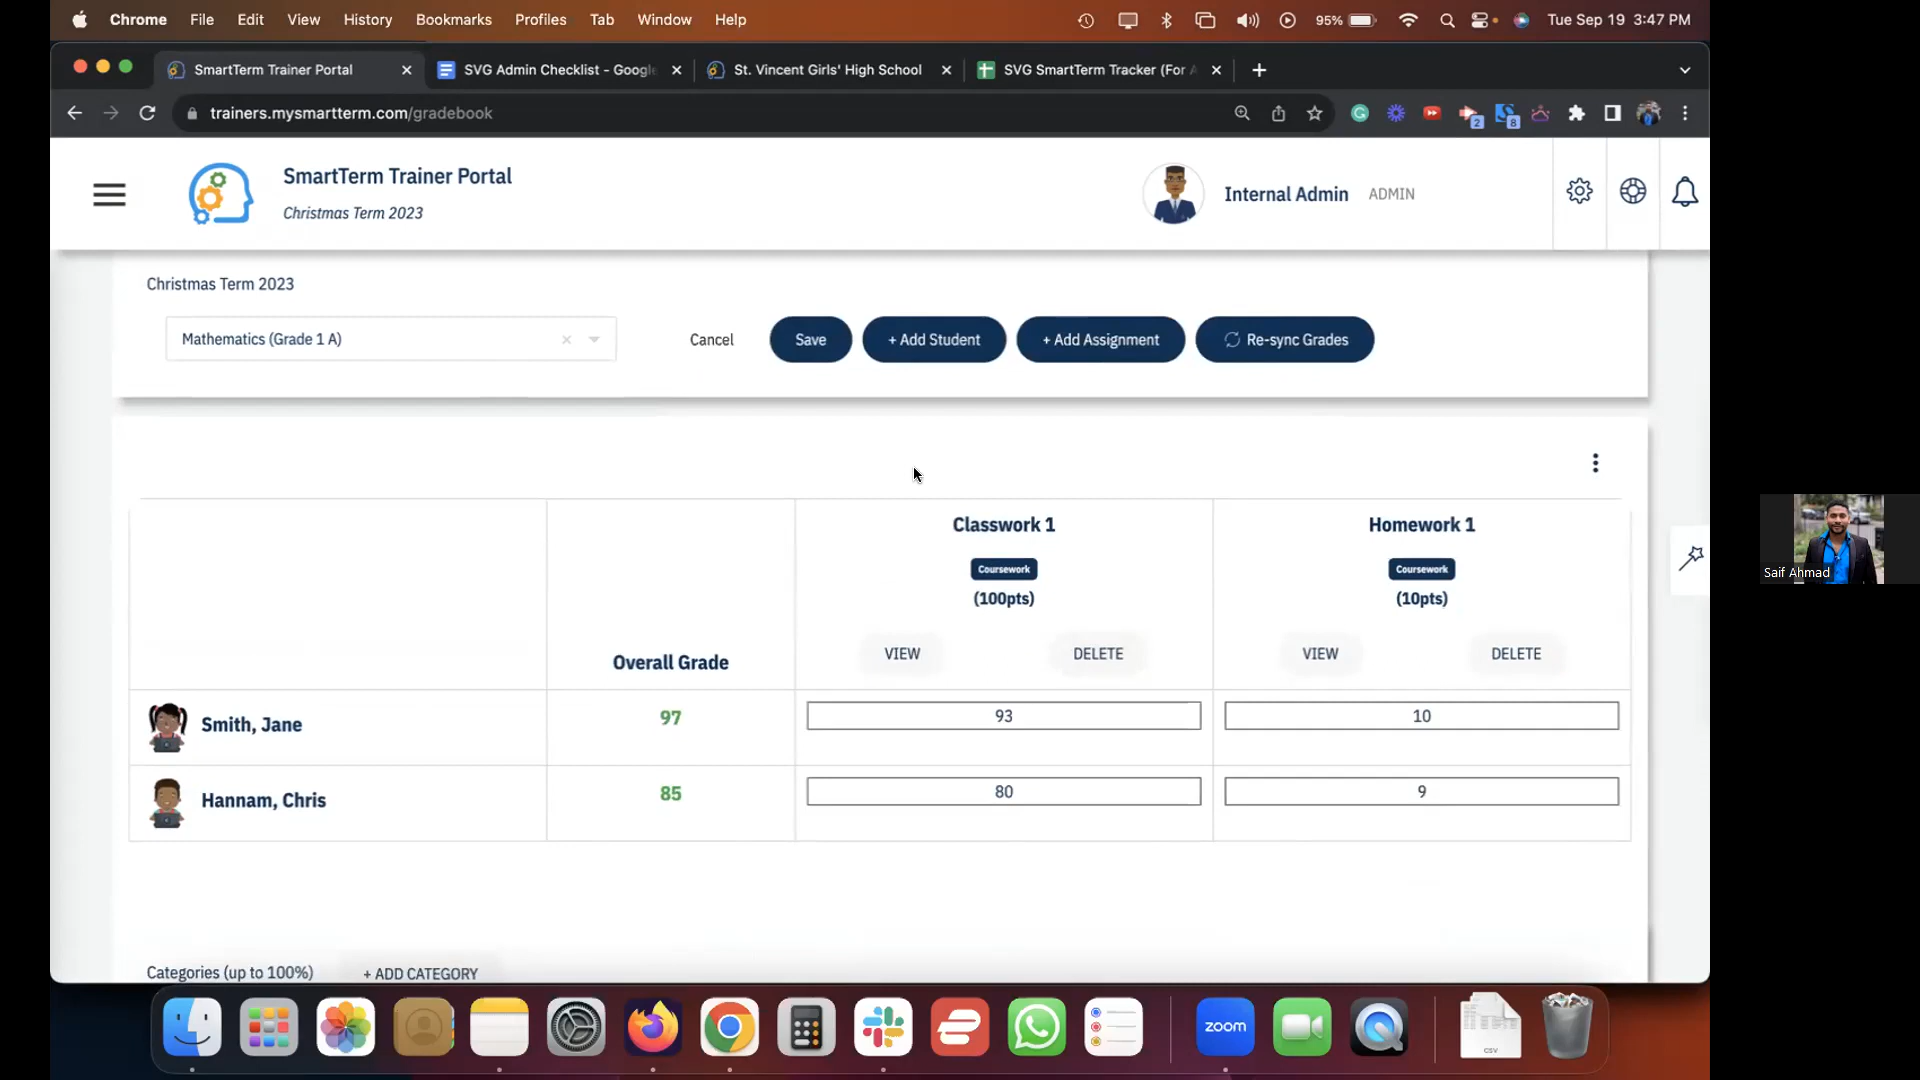 Chrome File Edit View History Bookmarks Profiles Tab Window Help 95% Tue Sep 19 3:47 PM
SmartTerm Trainer Portal SVG Admin Checklist - Google St. Vincent Girls' High School SVG SmartTerm Tracker (For A
trainers.mysmartterm.com/gradebook 2 8
SmartTerm Trainer Portal
Christmas Term 2023
Internal Admin ADMIN
Christmas Term 2023
Mathematics (Grade 1 A) Cancel Save + Add Student + Add Assignment Re-sync Grades
Classwork 1 Homework 1
Coursework Coursework
(100pts) (10pts)
VIEW DELETE VIEW DELETE
Overall Grade
Smith, Jane 97 93 10
Hannam, Chris 85 80 9
Categories (up to 100%) + ADD CATEGORY
Saif Ahmad
zoom
CSV